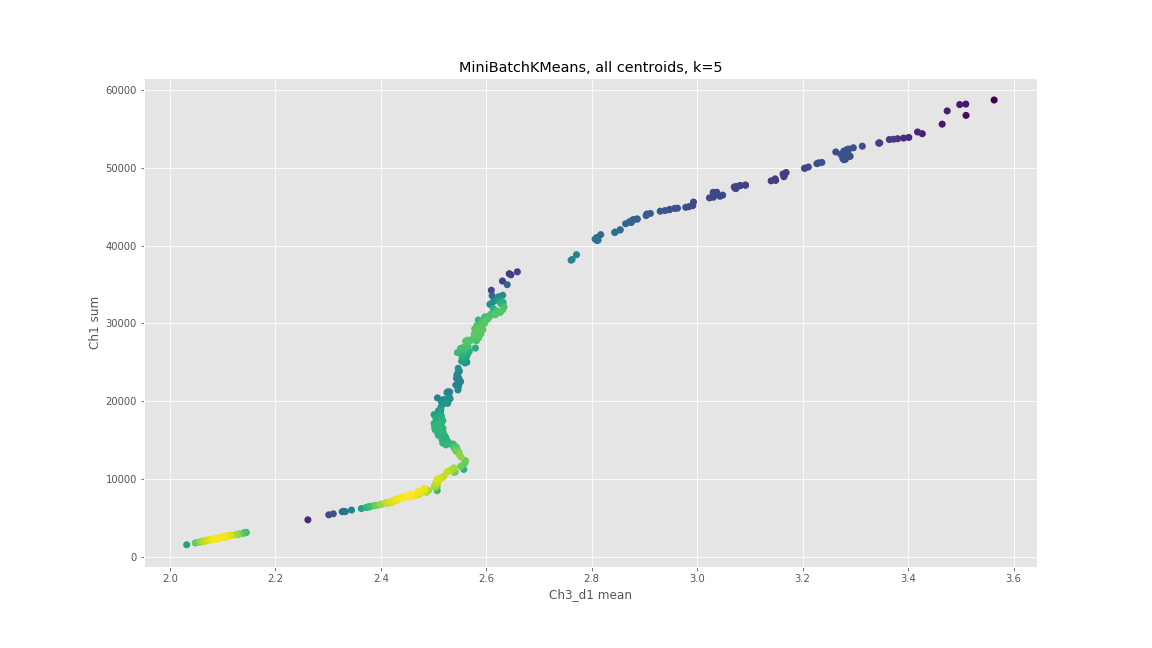 MiniBatchKMeans, all centroids, k=5
60000
50000
40000
30000
20000
10000
0
Ch1 sum
2.0 2.2 2.4 2.6 2.8 3.0 3.2 3.4 3.6
Ch3_d1 mean